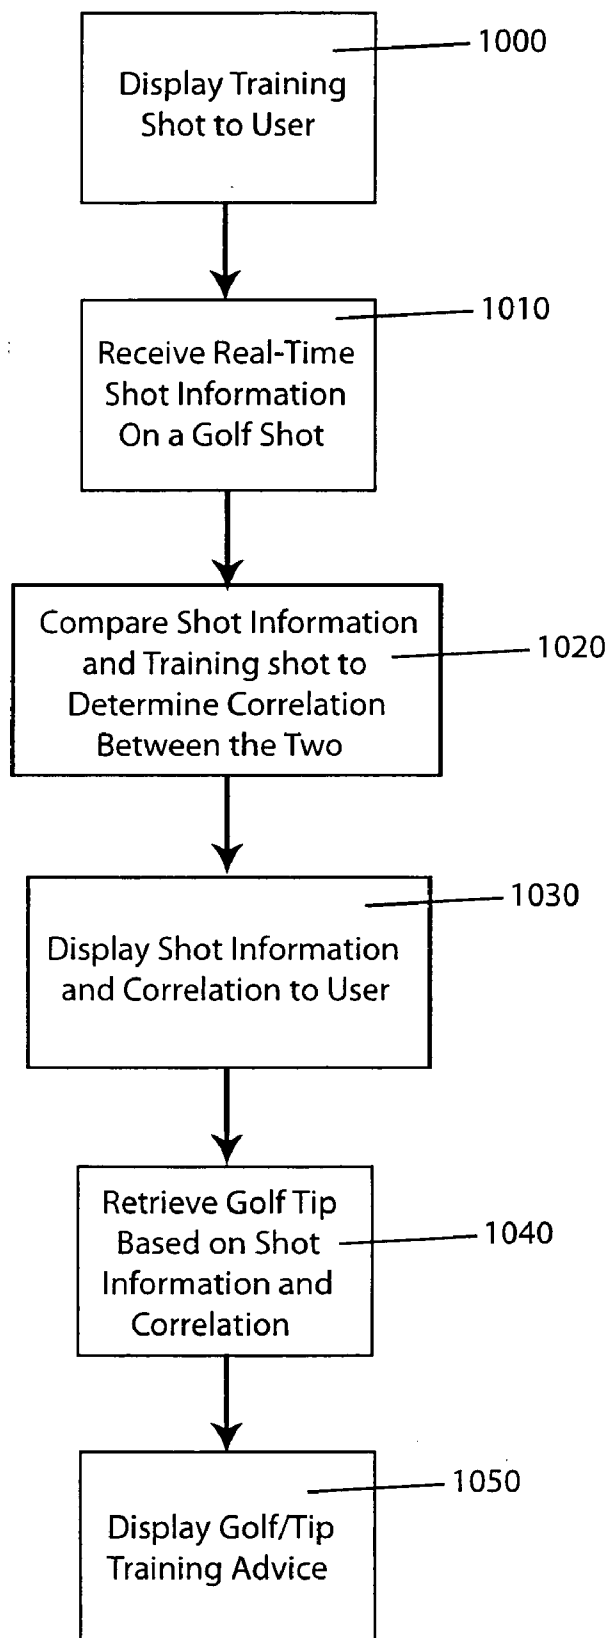 Display Training
Shot to User
1000
Receive Real-Time
Shot Information
On a Golf Shot
1010
Compare Shot Information
and Training shot to
Determine Correlation
Between the Two
1020
Display Shot Information
and Correlation to User
1030
Retrieve Golf Tip
Based on Shot
Information and
Correlation
1040
Display Golf/Tip
Training Advice
1050